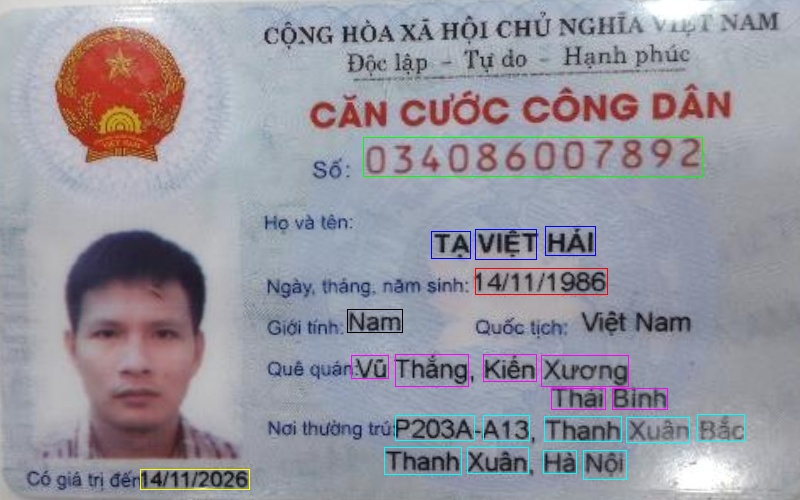 CỘNG HÒA XÃ HỘI CHỦ NGHĨA VIỆT NAM
Độc lập - Tự do - Hạnh phúc
CĂN CƯỚC CÔNG DÂN
Số: 034086007892
Họ và tên:
TẠ VIỆT HẢI
Ngày, tháng, năm sinh: 14/11/1986
Giới tính: Nam Quốc tịch: Việt Nam
Quê quán: Vũ Thắng, Kiến Xương
Thái Bình
Nơi thường trú: P203A-A13, Thanh Xuân Bắc
Thanh Xuân, Hà Nội
Có giá trị đến 14/11/2026